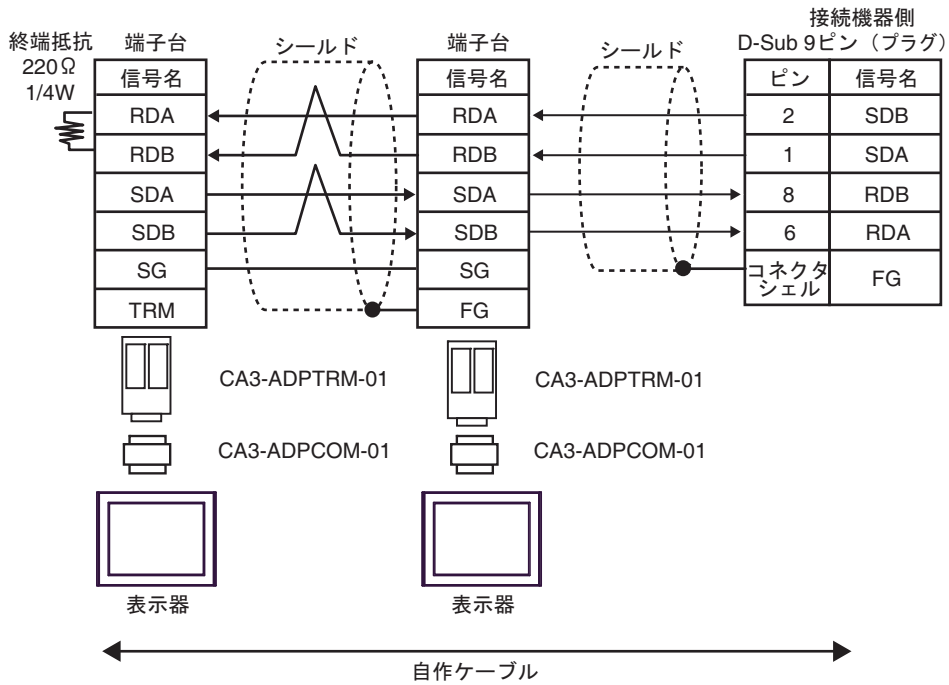 接続機器側
終端抵抗
220Ω
1/4W
端子台
シールド
端子台
シールド
D-Sub 9ピン（プラグ）
信号名
信号名
ピン
信号名
RDA
RDA
2
SDB
RDB
RDB
1
SDA
SDA
SDA
8
RDB
SDB
SDB
6
RDA
SG
SG
コネクタ
シェル
FG
TRM
FG
CA3-ADPTRM-01
CA3-ADPTRM-01
CA3-ADPCOM-01
CA3-ADPCOM-01
表示器
表示器
自作ケーブル